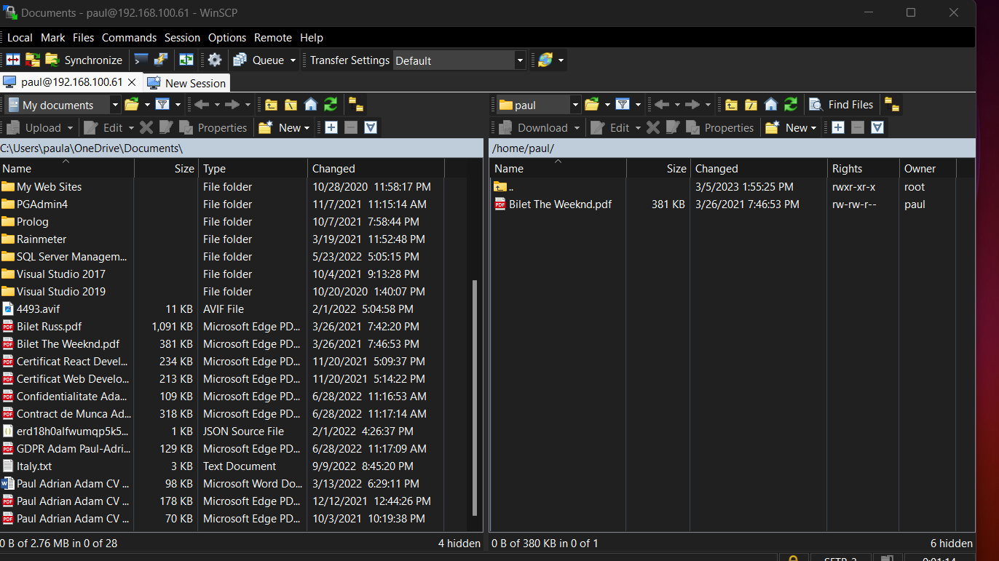 Documents - paul@192.168.100.61 - WinSCP
Local Mark Files Commands Session Options Remote Help
Synchronize Queue Transfer Settings Default
paul@192.168.100.61 New Session
My documents
Upload Edit Properties New
C:\Users\paula\OneDrive\Documents\
Name Size Type Changed
My Web Sites File folder 10/28/2020 11:58:17 PM
PGAdmin4 File folder 11/7/2021 11:15:14 AM
Prolog File folder 10/7/2021 7:58:44 PM
Rainmeter File folder 3/19/2021 11:52:48 PM
SQL Server Managem... File folder 5/23/2022 5:05:15 PM
Visual Studio 2017 File folder 10/4/2021 9:13:28 PM
Visual Studio 2019 File folder 10/20/2020 1:40:07 PM
4493.avif 11 KB AVIF File 2/1/2022 5:04:58 PM
Bilet Russ.pdf 1,091 KB Microsoft Edge PD... 3/26/2021 7:42:20 PM
Bilet The Weeknd.pdf 381 KB Microsoft Edge PD... 3/26/2021 7:46:53 PM
Certificat React Devel... 234 KB Microsoft Edge PD... 11/20/2021 5:09:37 PM
Certificat Web Develo... 213 KB Microsoft Edge PD... 11/20/2021 5:14:22 PM
Confidentialitate Ada... 109 KB Microsoft Edge PD... 6/28/2022 11:16:53 AM
Contract de Munca Ad... 318 KB Microsoft Edge PD... 6/28/2022 11:17:14 AM
erd18h0alfwumqp5k5... 1 KB JSON Source File 2/1/2022 4:26:37 PM
GDPR Adam Paul-Adri... 129 KB Microsoft Edge PD... 6/28/2022 11:17:09 AM
Italy.txt 3 KB Text Document 9/9/2022 8:45:20 PM
Paul Adrian Adam CV ... 98 KB Microsoft Word Do... 3/13/2022 6:29:11 PM
Paul Adrian Adam CV ... 178 KB Microsoft Edge PD... 12/12/2021 12:44:26 PM
Paul Adrian Adam CV ... 70 KB Microsoft Edge PD... 10/3/2021 10:19:38 PM
0 B of 2.76 MB in 0 of 28 4 hidden
paul Find Files
Download Edit Properties New
/home/paul/
Name Size Changed Rights Owner
.. 3/5/2023 1:55:25 PM rwxr-xr-x root
Bilet The Weeknd.pdf 381 KB 3/26/2021 7:46:53 PM rw-rw-r-- paul
0 B of 380 KB in 0 of 1 6 hidden
SFTP-3 0:01:14